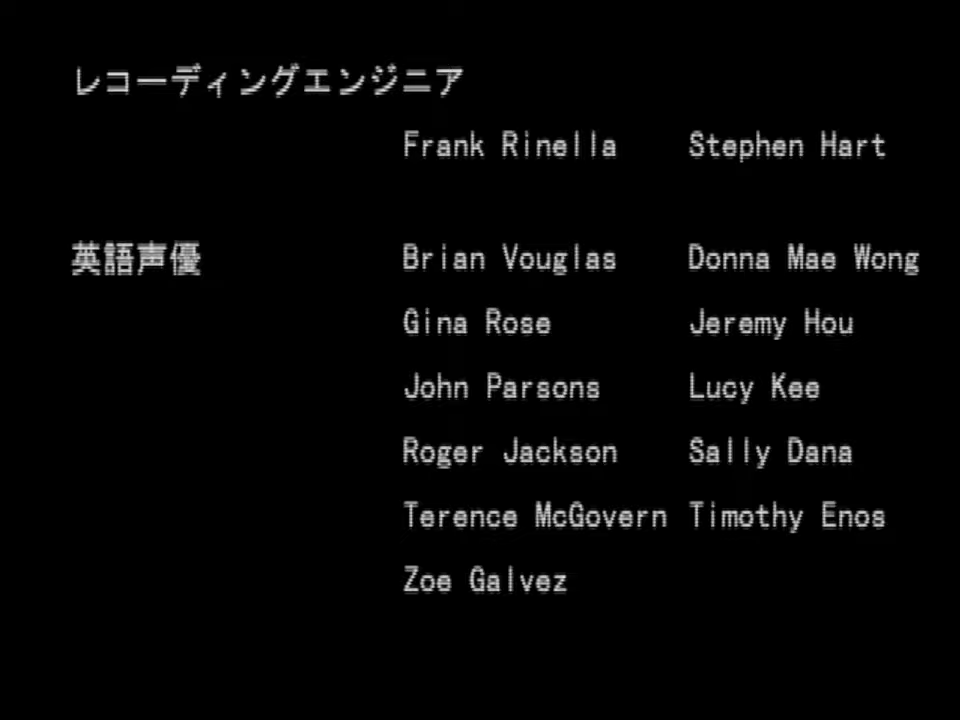 レコーディングエンジニア
Frank Rinella Stephen Hart
英語声優 Brian Vouglas Donna Mae Wong
Gina Rose Jeremy Hou
John Parsons Lucy Kee
Roger Jackson Sally Dana
Terence McGovern Timothy Enos
Zoe Galvez